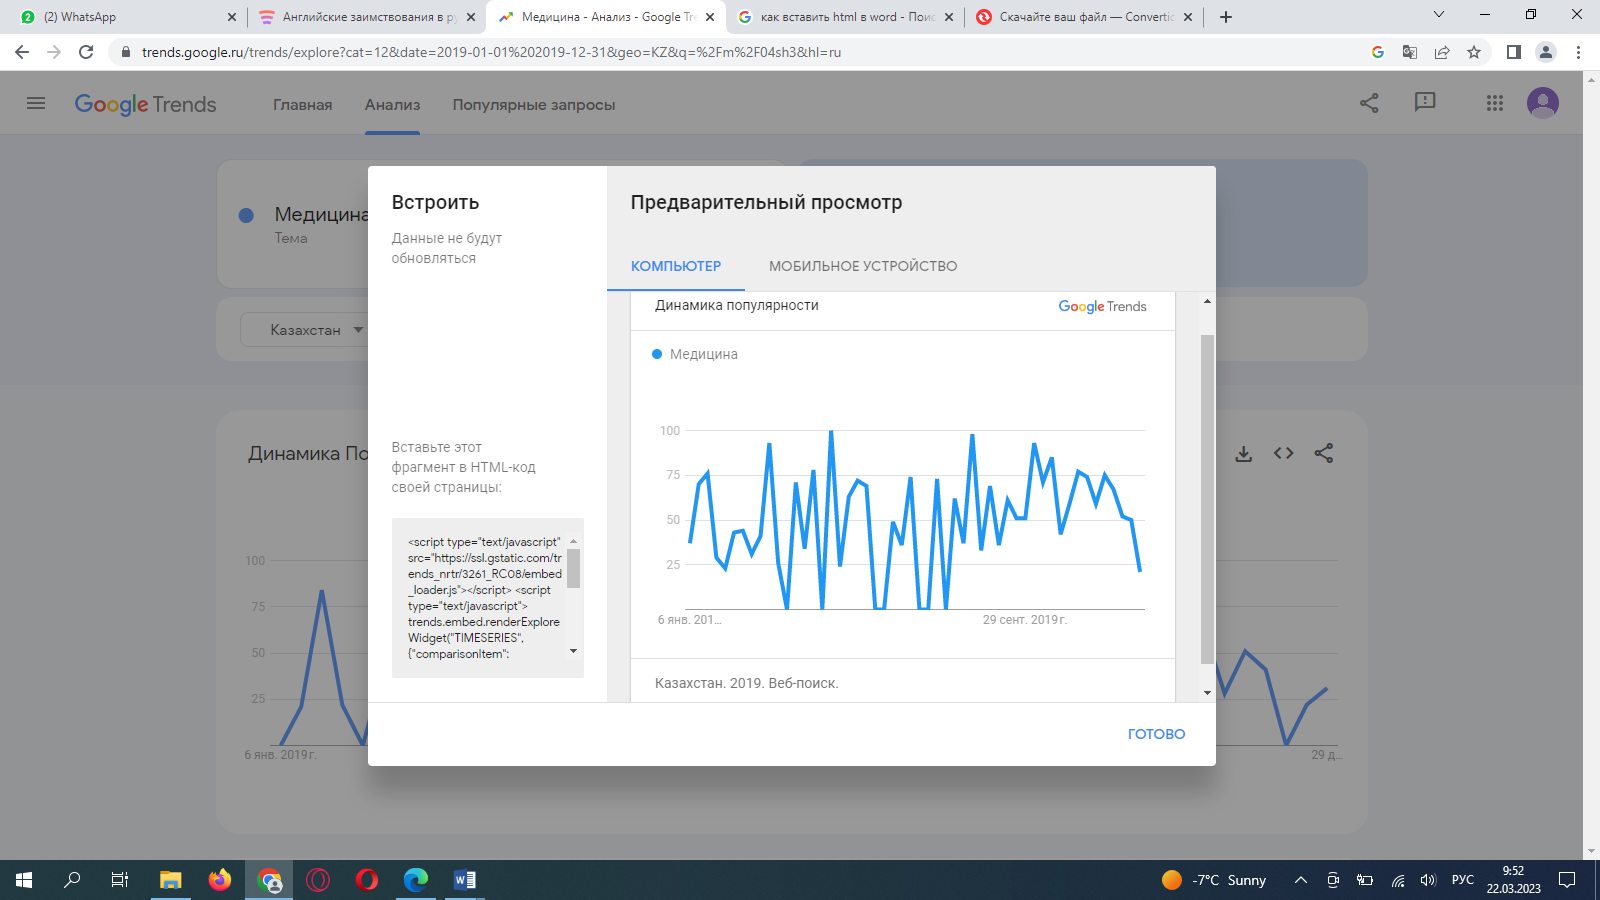 (2) WhatsApp
Английские заимствования в ру
Медицина - Анализ - Google Tre
как вставить html в word - Поис
Скачайте ваш файл — Convertio
trends.google.ru/trends/explore?cat=12&date=2019-01-01%202019-12-31&geo=KZ&q=%2Fm%2F04sh3&hl=ru
Google Trends
Главная
Анализ
Популярные запросы
Медицина
Тема
Казахстан
Динамика По
100
75
50
25
6 янв. 2019 г.
29 д...
Встроить
Данные не будут
обновляться
Вставьте этот
фрагмент в HTML-код
своей страницы:
<script type="text/javascript"
src="https://ssl.gstatic.com/tr
ends_nrtr/3261_RC08/embed
_loader.js"></script> <script
type="text/javascript">
trends.embed.renderExplore
Widget("TIMESERIES",
{"comparisonItem":
Предварительный просмотр
КОМПЬЮТЕР
МОБИЛЬНОЕ УСТРОЙСТВО
Динамика популярности
Google Trends
Медицина
100
75
50
25
6 янв. 201...
29 сент. 2019 г.
Казахстан. 2019. Веб-поиск.
ГОТОВО
-7°C Sunny
РУС
9:52
22.03.2023